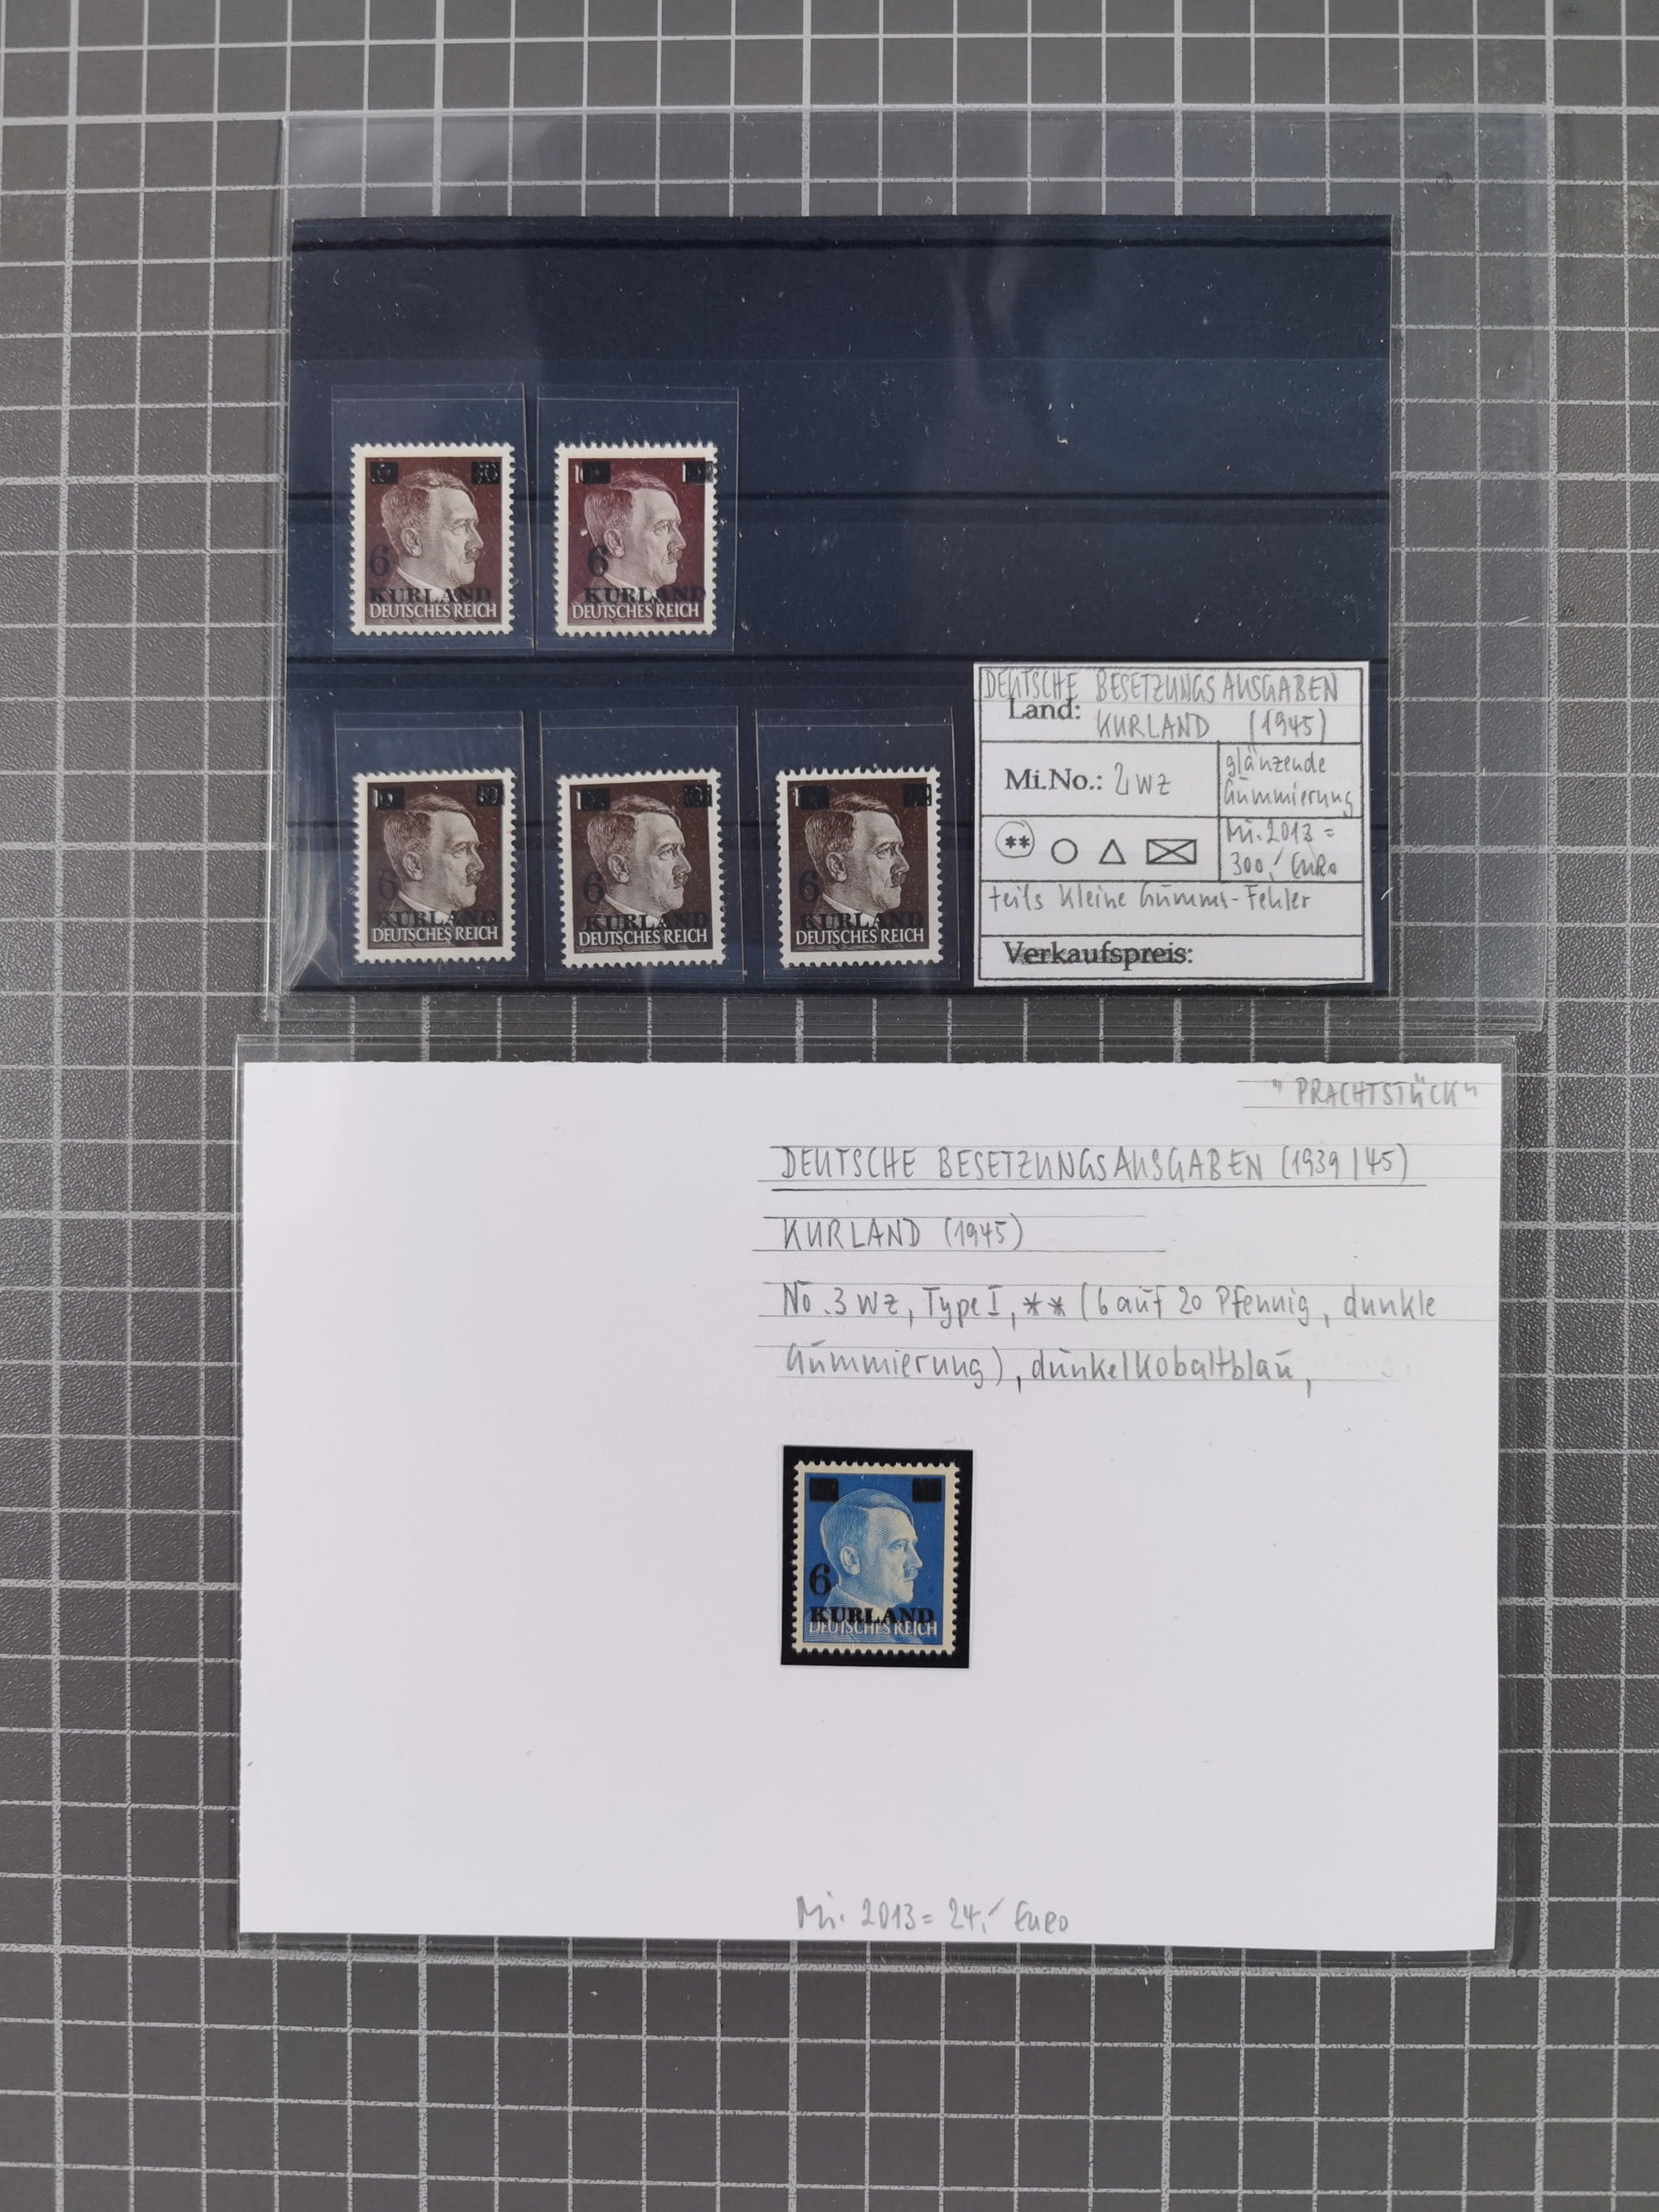 6
KURLAND
DEUTSCHES REICH
10
6
KURLAND
DEUTSCHES REICH
6
KURLAND
DEUTSCHES REICH
6
KURLAND
DEUTSCHES REICH
6
KURLAND
DEUTSCHES REICH
DEUTSCHE BESETZUNGSAUSGABEN
Land: KURLAND (1945)
Mi.No.: 2 wz
glänzende
Gummierung
**
Mi. 2013 =
300,- Euro
teils kleine Gummi-Fehler
Verkaufspreis:
"PRACHTSTÜCK"
DEUTSCHE BESETZUNGSAUSGABEN (1939/45)
KURLAND (1945)
No. 3 wz, Type I, ** (6 auf 20 Pfennig, dunkle
Gummierung), dunkelkobaltblau,
6
KURLAND
DEUTSCHES REICH
Mi. 2013 = 24,- Euro